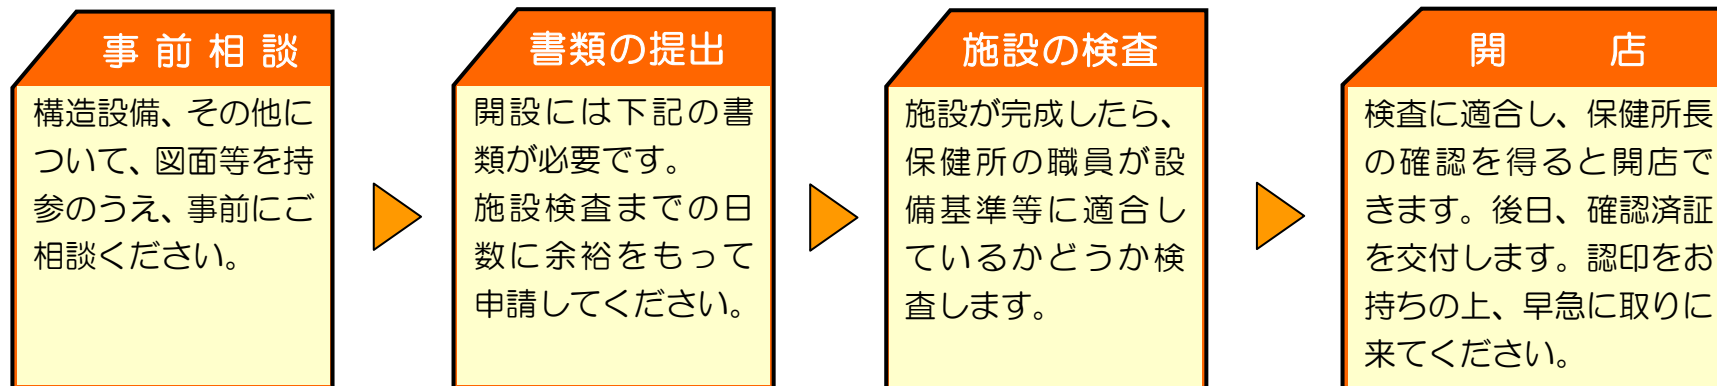 事前相談
構造設備、その他に
ついて、図面等を持
参のうえ、事前にご
相談ください。
書類の提出
開設には下記の書
類が必要です。
施設検査までの日
数に余裕をもって
申請してください。
施設の検査
施設が完成したら、
保健所の職員が設
備基準等に適合し
ているかどうか検
査します。
開店
検査に適合し、保健所長
の確認を得ると開店で
きます。後日、確認済証
を交付します。認印をお
持ちの上、早急に取りに
来てください。